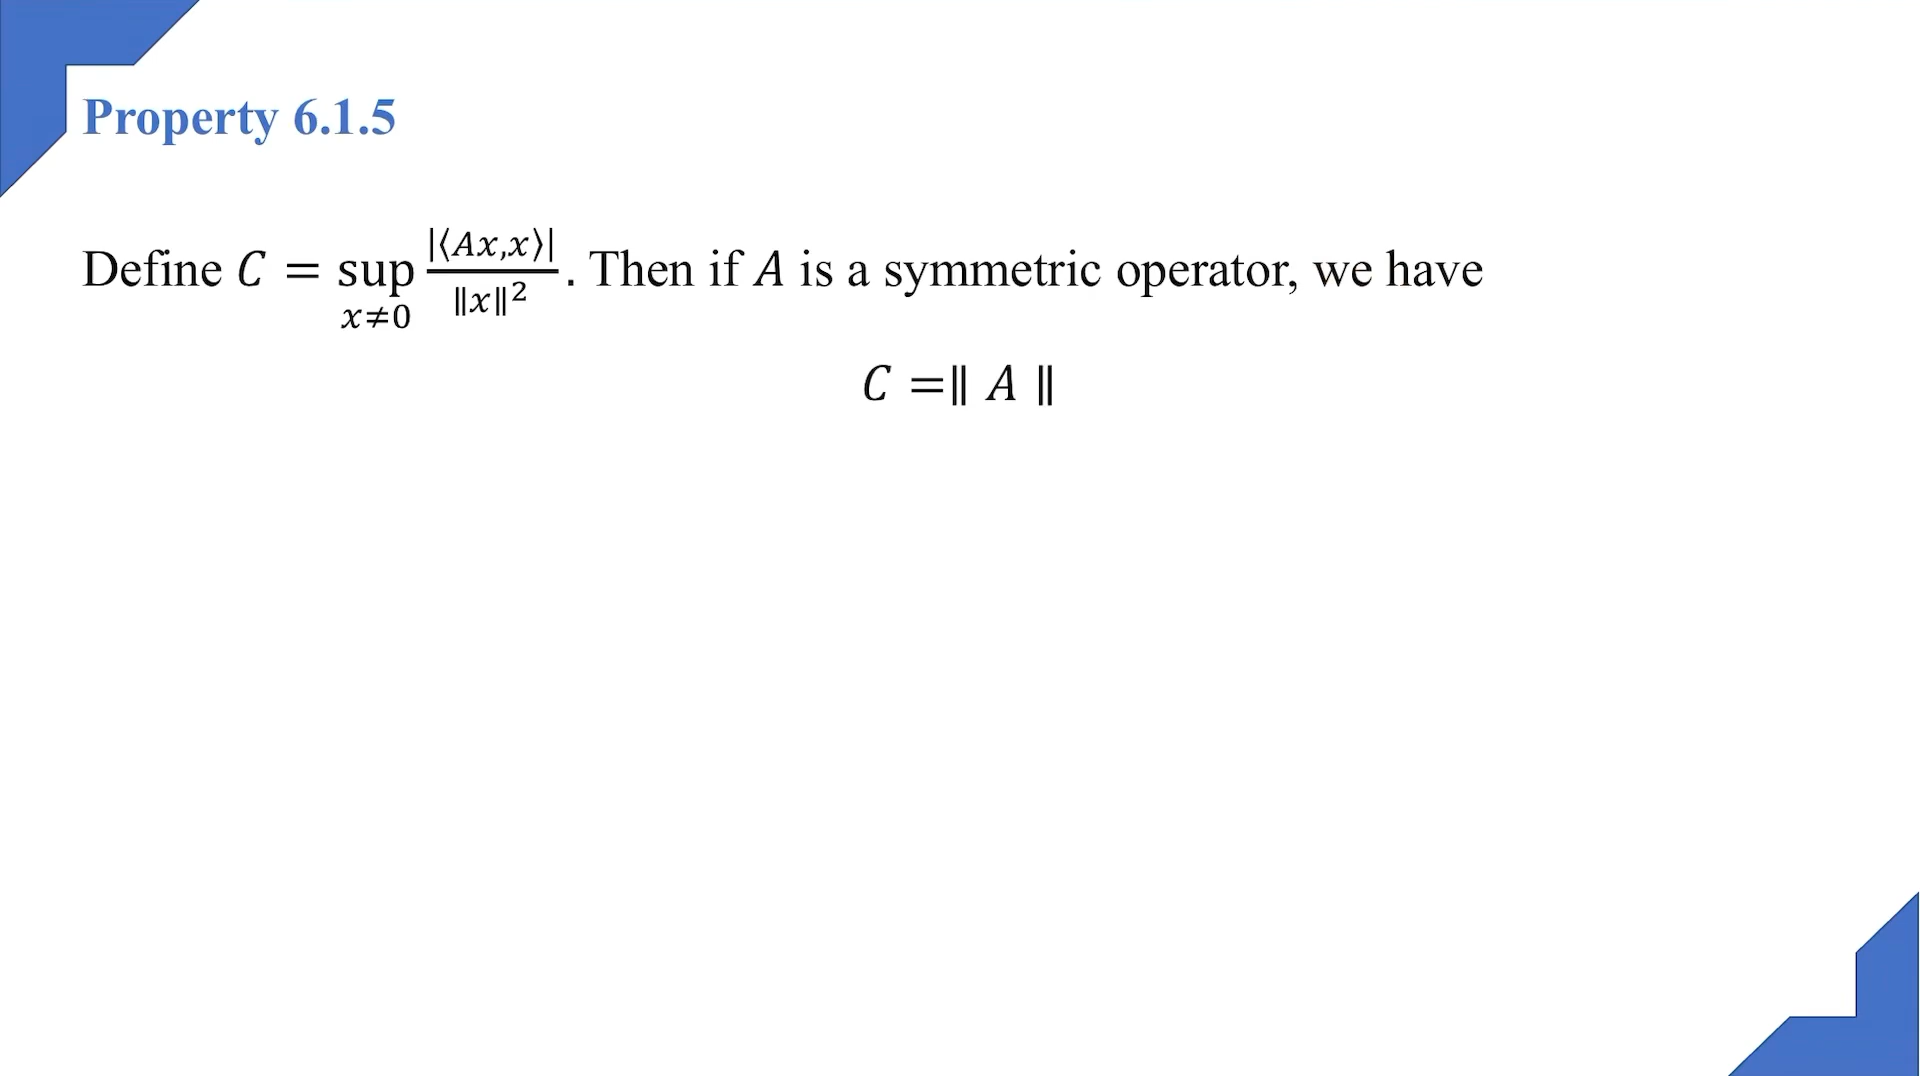 Property 6.1.5
Define 𝐶 = sup_{𝑥≠0} |⟨𝐴𝑥,𝑥⟩| / ‖𝑥‖². Then if 𝐴 is a symmetric operator, we have
𝐶 =∥ 𝐴 ∥